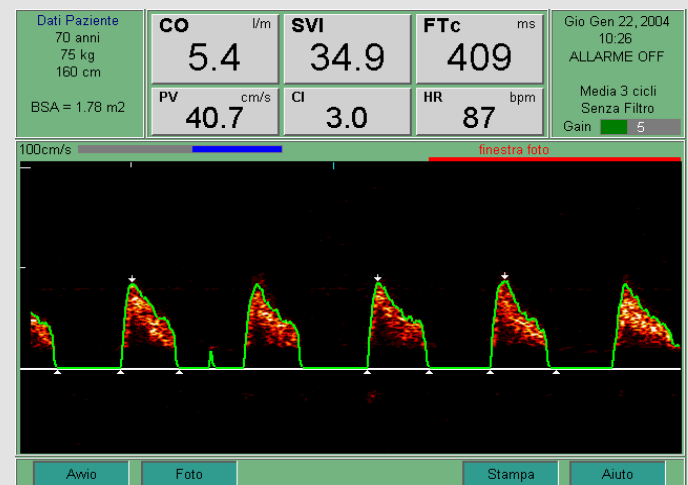 Dati Paziente
70 anni
75 kg
160 cm
BSA = 1.78 m2
CO l/m
5.4
SVI
34.9
FTc ms
409
PV cm/s
40.7
CI
3.0
HR bpm
87
Gio Gen 22, 2004
10:26
ALLARME OFF
Media 3 cicli
Senza Filtro
Gain 5
100cm/s
finestra foto
Avvio
Foto
Stampa
Aiuto